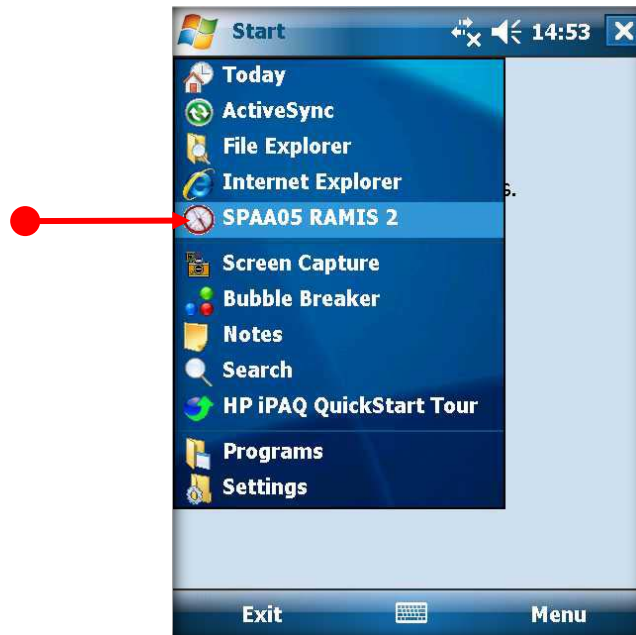 Start 14:53
Today
ActiveSync
File Explorer
Internet Explorer
s.
SPAA05 RAMIS 2
Screen Capture
Bubble Breaker
Notes
Search
HP iPAQ QuickStart Tour
Programs
Settings
Exit Menu